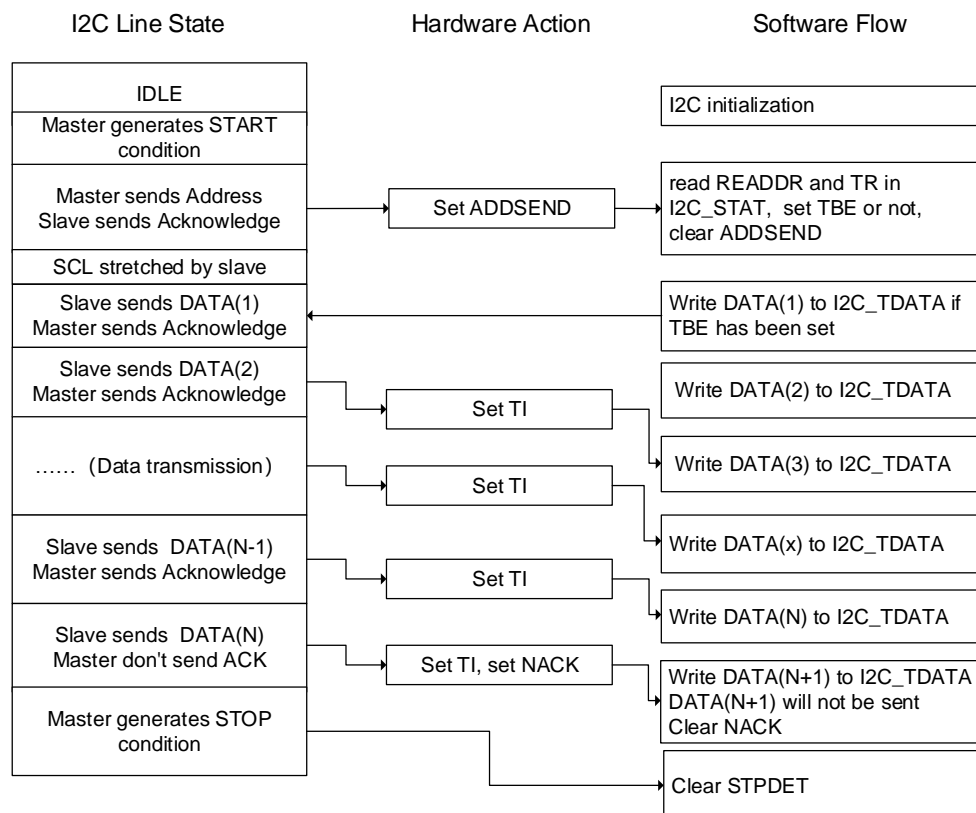 I2C Line State
Hardware Action
Software Flow
IDLE
I2C initialization
Master generates START
condition
Master sends Address
Slave sends Acknowledge
Set ADDSEND
read READDR and TR in
I2C_STAT, set TBE or not,
clear ADDSEND
SCL stretched by slave
Slave sends DATA(1)
Master sends Acknowledge
Write DATA(1) to I2C_TDATA if
TBE has been set
Slave sends DATA(2)
Master sends Acknowledge
Set TI
Write DATA(2) to I2C_TDATA
Write DATA(3) to I2C_TDATA
…… (Data transmission)
Set TI
Write DATA(x) to I2C_TDATA
Slave sends DATA(N-1)
Master sends Acknowledge
Set TI
Write DATA(N) to I2C_TDATA
Slave sends DATA(N)
Master don't send ACK
Set TI, set NACK
Write DATA(N+1) to I2C_TDATA
DATA(N+1) will not be sent
Clear NACK
Master generates STOP
condition
Clear STPDET